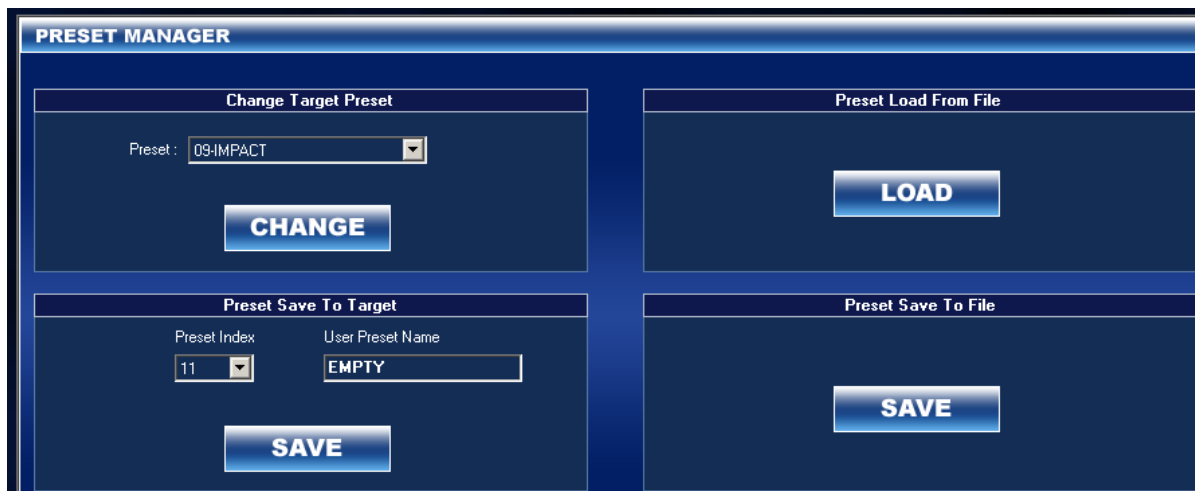 PRESET MANAGER
Change Target Preset
Preset : 09-IMPACT
CHANGE
Preset Load From File
LOAD
Preset Save To Target
Preset Index User Preset Name
11 EMPTY
SAVE
Preset Save To File
SAVE